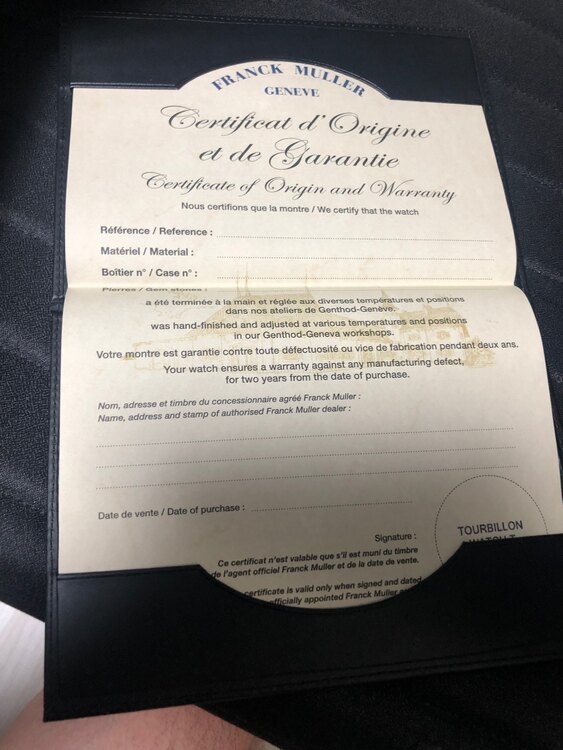 FRANCK MULLER
GENEVE
Certificat d'Origine
et de Garantie
Certificate of Origin and Warranty
Nous certifions que la montre / We certify that the watch
Référence / Reference :
Matériel / Material :
Boîtier n° / Case n° :
Pierres / Gem stones :
a été terminée à la main et réglée aux diverses températures et positions
dans nos ateliers de Genthod-Genève.
was hand-finished and adjusted at various temperatures and positions
in our Genthod-Geneva workshops.
Votre montre est garantie contre toute défectuosité ou vice de fabrication pendant deux ans.
Your watch ensures a warranty against any manufacturing defect,
for two years from the date of purchase.
Nom, adresse et timbre du concessionnaire agréé Franck Muller :
Name, address and stamp of authorised Franck Muller dealer :
Date de vente / Date of purchase :
Signature :
TOURBILLON
Ce certificat n'est valable que s'il est muni du timbre
de l'agent officiel Franck Muller et de la date de vente.
certificate is valid only when signed and dated
officially appointed Franck Muller